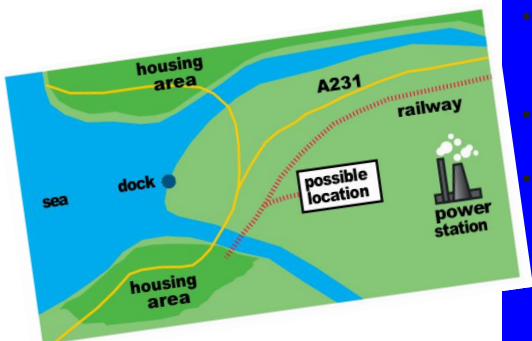 housing
area
A231
railway
sea
dock
possible
location
power
station
housing
area